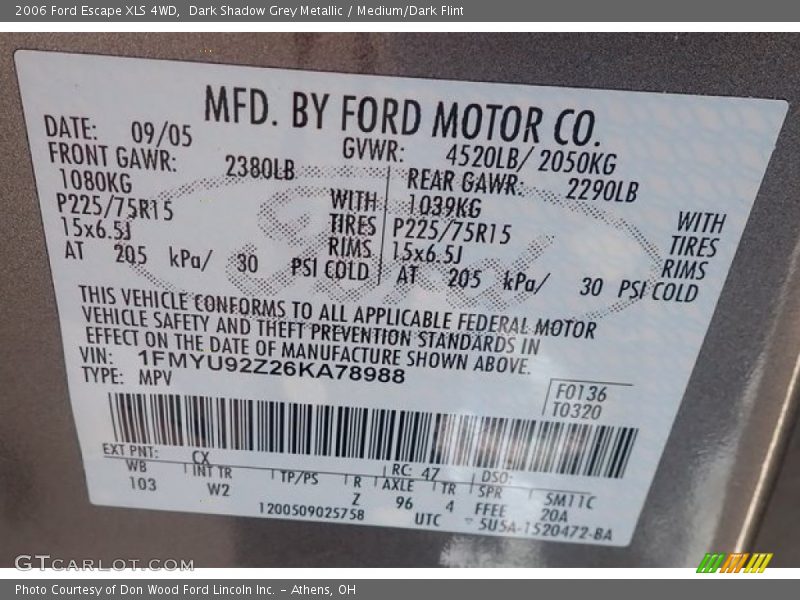 2006 Ford Escape XLS 4WD,  Dark Shadow Grey Metallic / Medium/Dark Flint
MFD. BY FORD MOTOR CO.
DATE: 09/05 GVWR: 4520LB/ 2050KG
FRONT GAWR: 2380LB REAR GAWR: 2290LB
1080KG WITH 1039KG WITH
P225/75R15 TIRES P225/75R15 TIRES
15x6.5J RIMS 15x6.5J RIMS
AT 205 kPa/ 30 PSI COLD AT 205 kPa/ 30 PSI COLD
THIS VEHICLE CONFORMS TO ALL APPLICABLE FEDERAL MOTOR
VEHICLE SAFETY AND THEFT PREVENTION STANDARDS IN
EFFECT ON THE DATE OF MANUFACTURE SHOWN ABOVE.
VIN: 1FMYU92Z26KA78988
TYPE: MPV
F0136
T0320
EXT PNT: CX RC: 47 DSO:
WB INT TR TP/PS R AXLE TR SPR 5M11C
103 W2 Z 96 4 FFEE 20A
1200509025758 UTC 5U5A-1520472-BA
Ford
GTCarLot.com
Photo Courtesy of Don Wood Ford Lincoln Inc. – Athens, OH